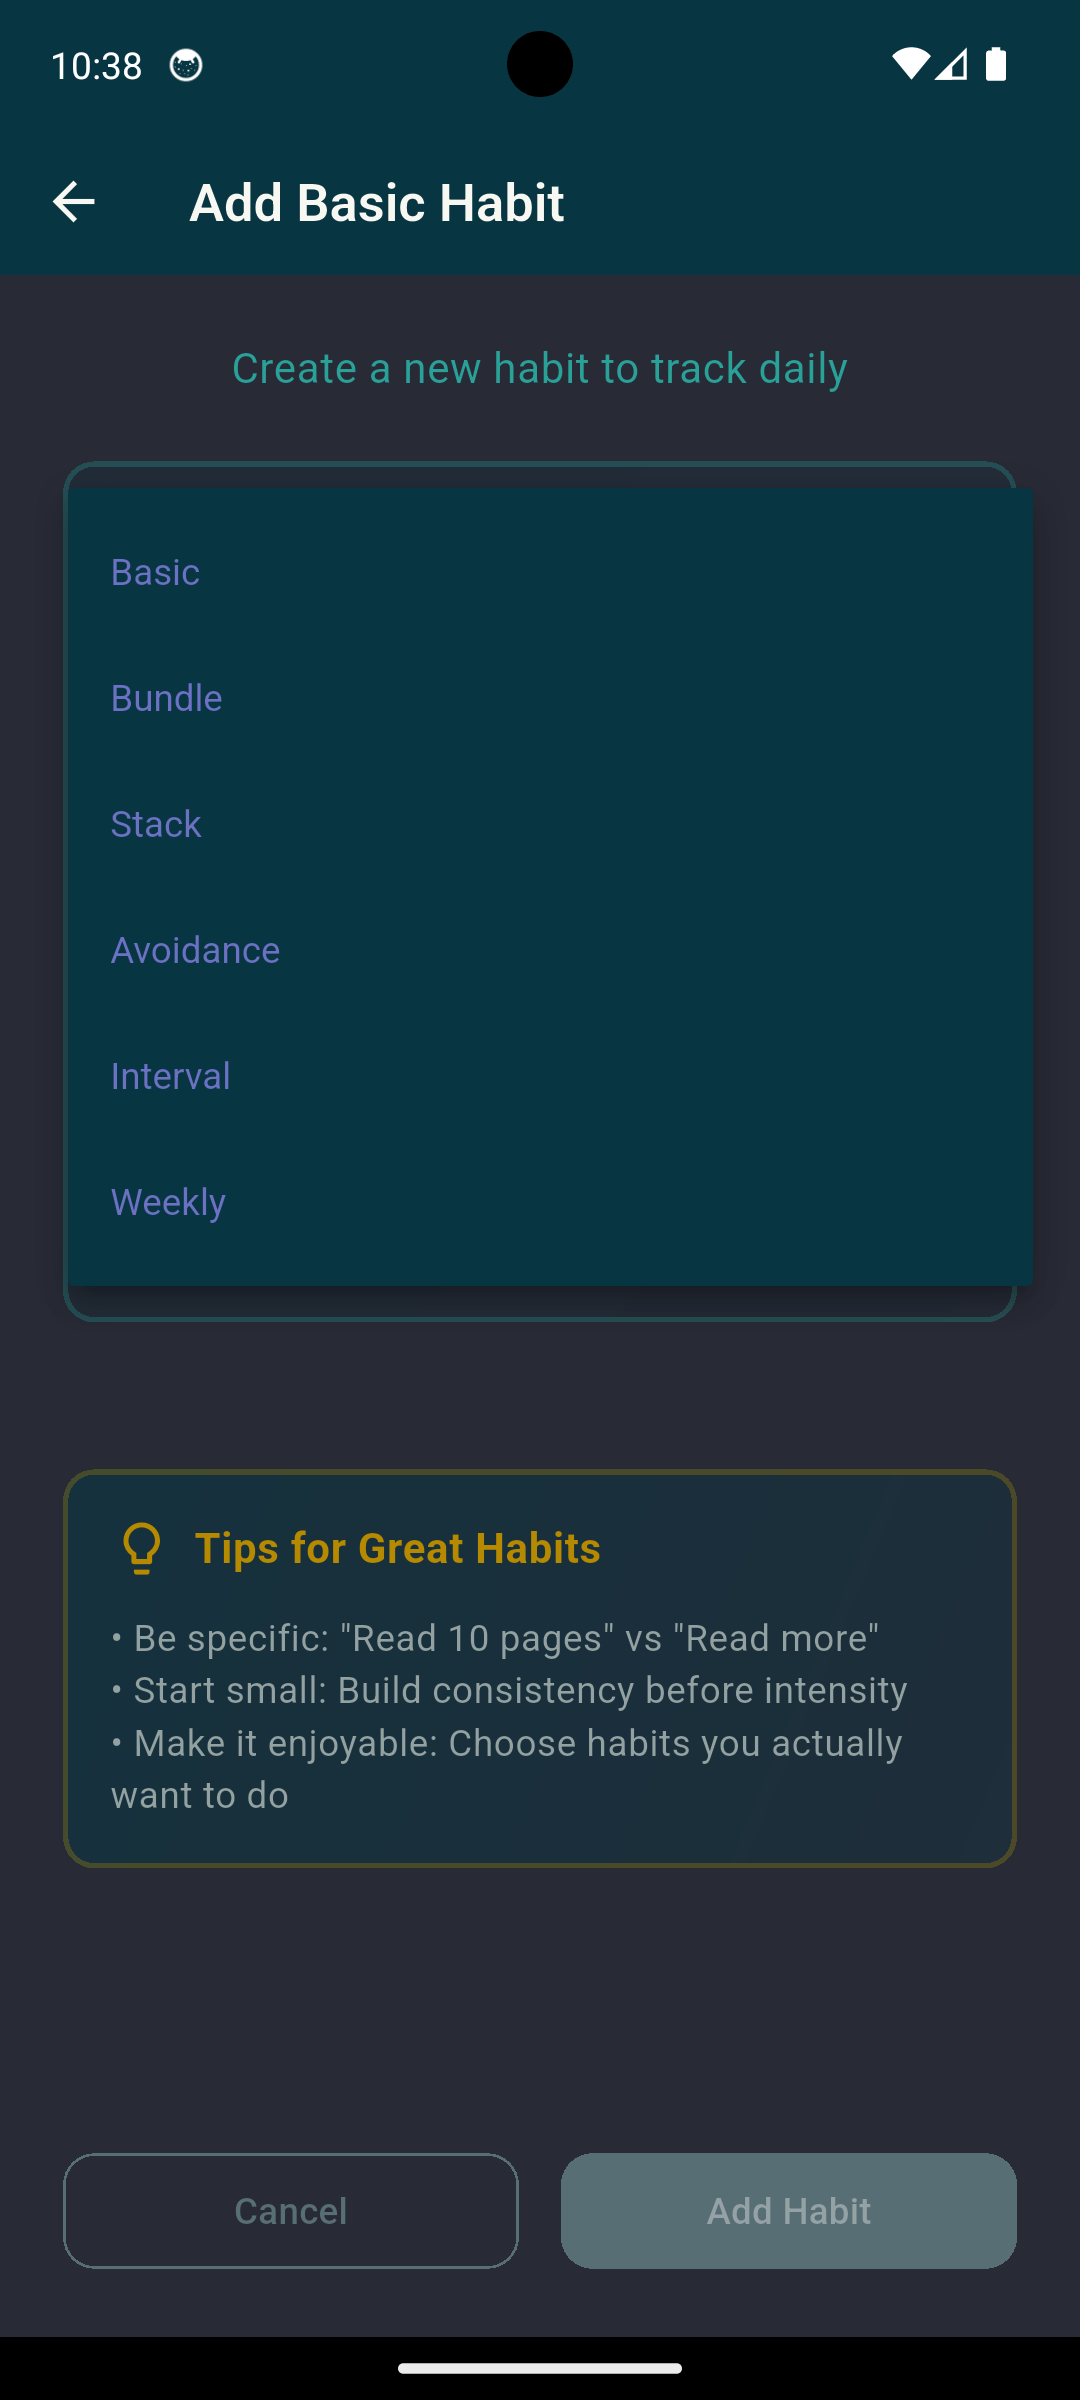 10:38
Add Basic Habit
Create a new habit to track daily
Basic
Bundle
Stack
Avoidance
Interval
Weekly
Tips for Great Habits
• Be specific: "Read 10 pages" vs "Read more"
• Start small: Build consistency before intensity
• Make it enjoyable: Choose habits you actually
want to do
Cancel
Add Habit